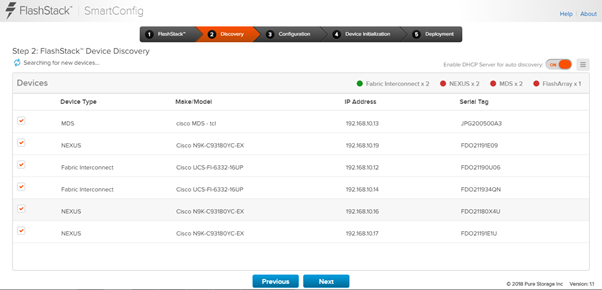 FlashStack™ SmartConfig
Help | About
1 FlashStack™ 2 Discovery 3 Configuration 4 Device Initialization 5 Deployment
Step 2: FlashStack™ Device Discovery
Searching for new devices...
Enable DHCP Server for auto discovery: ON
Devices
Fabric Interconnect x 2 NEXUS x 2 MDS x 2 FlashArray x 1
Device Type Make/Model IP Address Serial Tag
MDS cisco MDS - tcl 192.168.10.13 JPG200500A3
NEXUS Cisco N9K-C93180YC-EX 192.168.10.19 FDO21191E09
Fabric Interconnect Cisco UCS-FI-6332-16UP 192.168.10.12 FDO21190U06
Fabric Interconnect Cisco UCS-FI-6332-16UP 192.168.10.14 FDO211934QN
NEXUS Cisco N9K-C93180YC-EX 192.168.10.16 FDO21180X4U
NEXUS Cisco N9K-C93180YC-EX 192.168.10.17 FDO21191E1U
Previous Next
© 2018 Pure Storage Inc Version: 1.1